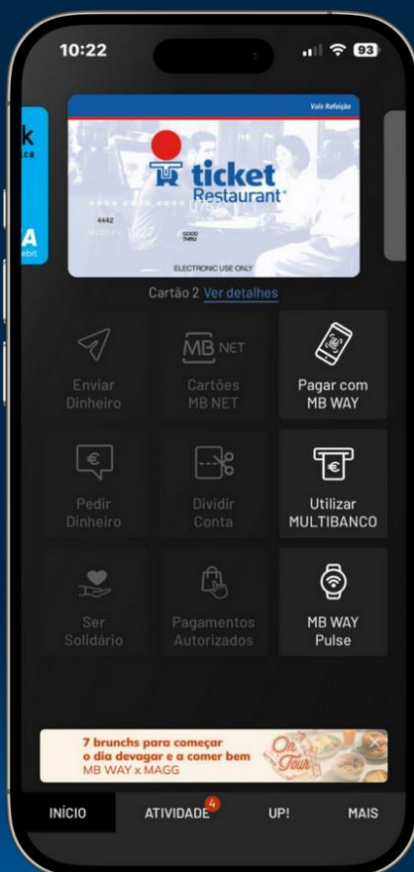 10:22
93
k
Vale Refeição
ticket
Restaurant
4442
GOOD
THRU
A
ebit
ELECTRONIC USE ONLY
Cartão 2 Ver detalhes
Enviar
Dinheiro
MB NET
Cartões
MB NET
Pagar com
MB WAY
€
Pedir
Dinheiro
Dividir
Conta
€
Utilizar
MULTIBANCO
Ser
Solidário
Pagamentos
Autorizados
MB WAY
Pulse
7 brunchs para começar
o dia devagar e a comer bem
MB WAY x MAGG
On
Tour
INÍCIO
ATIVIDADE
4
UP!
MAIS